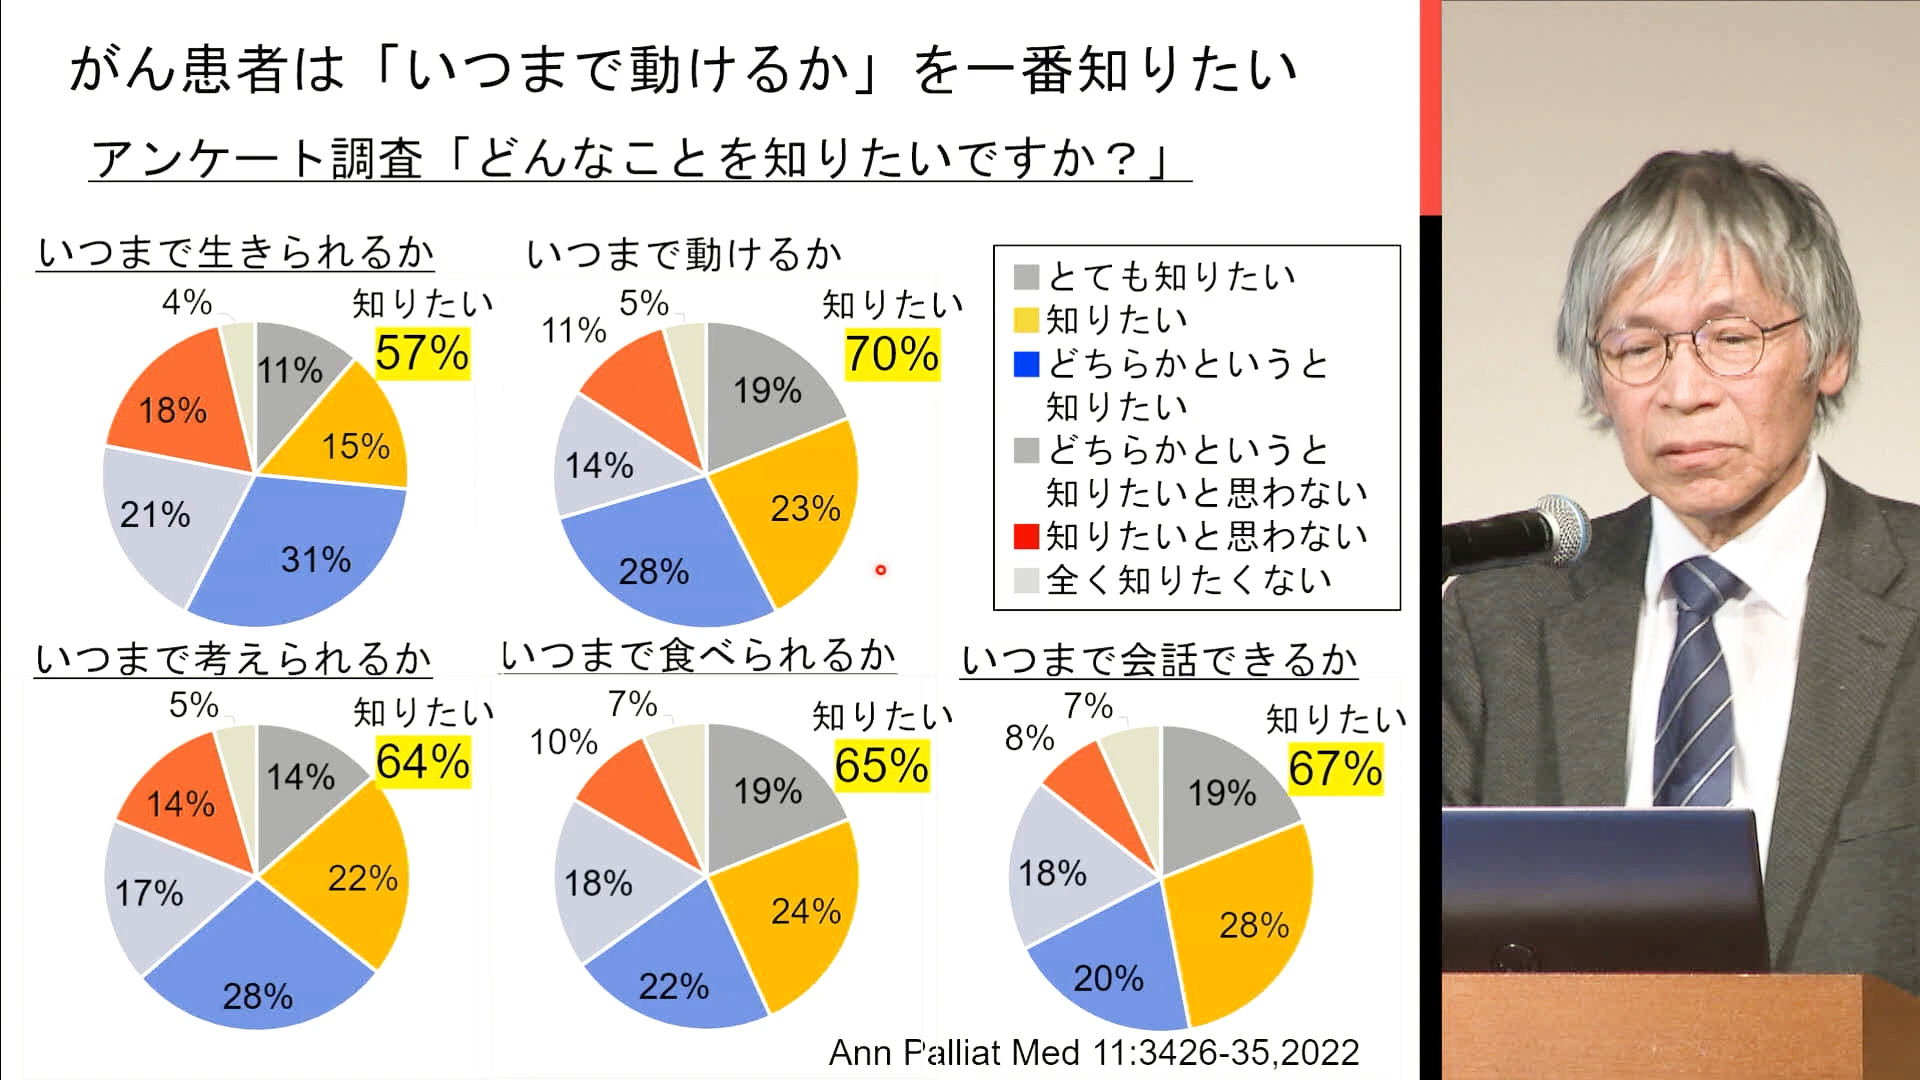 がん患者は「いつまで動けるか」を一番知りたい
アンケート調査「どんなことを知りたいですか？」
いつまで生きられるか
知りたい
57%
4%
11%
15%
31%
21%
18%
いつまで動けるか
知りたい
70%
5%
11%
19%
23%
28%
14%
とても知りたい
知りたい
どちらかというと
知りたい
どちらかというと
知りたいと思わない
知りたいと思わない
全く知りたくない
いつまで考えられるか
知りたい
64%
5%
14%
22%
28%
17%
14%
いつまで食べられるか
知りたい
65%
7%
10%
19%
24%
22%
18%
いつまで会話できるか
知りたい
67%
7%
8%
19%
28%
20%
18%
Ann Palliat Med 11:3426-35,2022